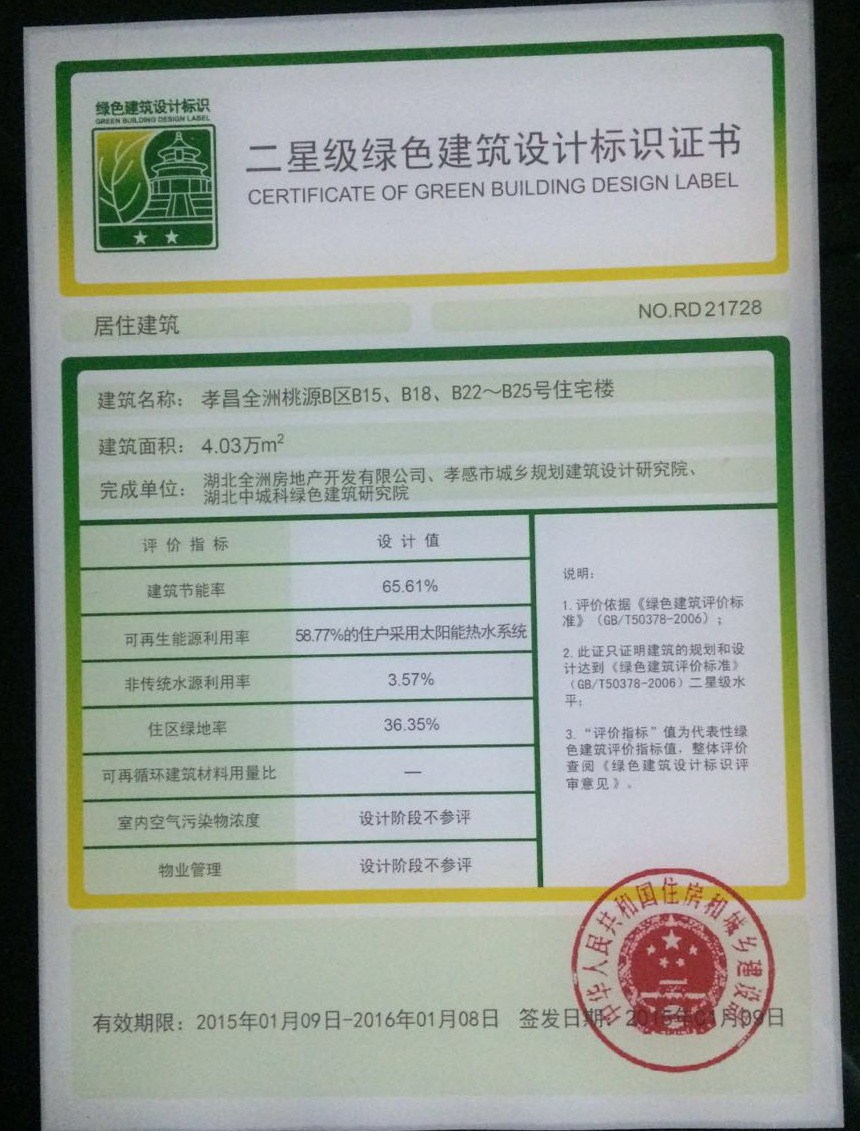 绿色建筑设计标识
GREEN BUILDING DESIGN LABEL
二星级绿色建筑设计标识证书
CERTIFICATE OF GREEN BUILDING DESIGN LABEL
居住建筑
NO.RD21728
建筑名称： 孝昌全洲桃源B区B15、B18、B22～B25号住宅楼
建筑面积： 4.03万m²
完成单位： 湖北全洲房地产开发有限公司、孝感市城乡规划建筑设计研究院、
湖北中城科绿色建筑研究院
评价指标 设计值
建筑节能率 65.61%
可再生能源利用率 58.77%的住户采用太阳能热水系统
非传统水源利用率 3.57%
住区绿地率 36.35%
可再循环建筑材料用量比 —
室内空气污染物浓度 设计阶段不参评
物业管理 设计阶段不参评
说明：
1. 评价依据《绿色建筑评价标
准》（GB/T50378-2006）；
2. 此证只证明建筑的规划和设
计达到《绿色建筑评价标准》
（GB/T50378-2006）二星级水
平；
3. “评价指标”值为代表性绿
色建筑评价指标值，整体评价
查阅《绿色建筑设计标识评
审意见》。
中华人民共和国住房和城乡建设部
有效期限： 2015年01月09日-2016年01月08日 签发日期： 2015年01月09日